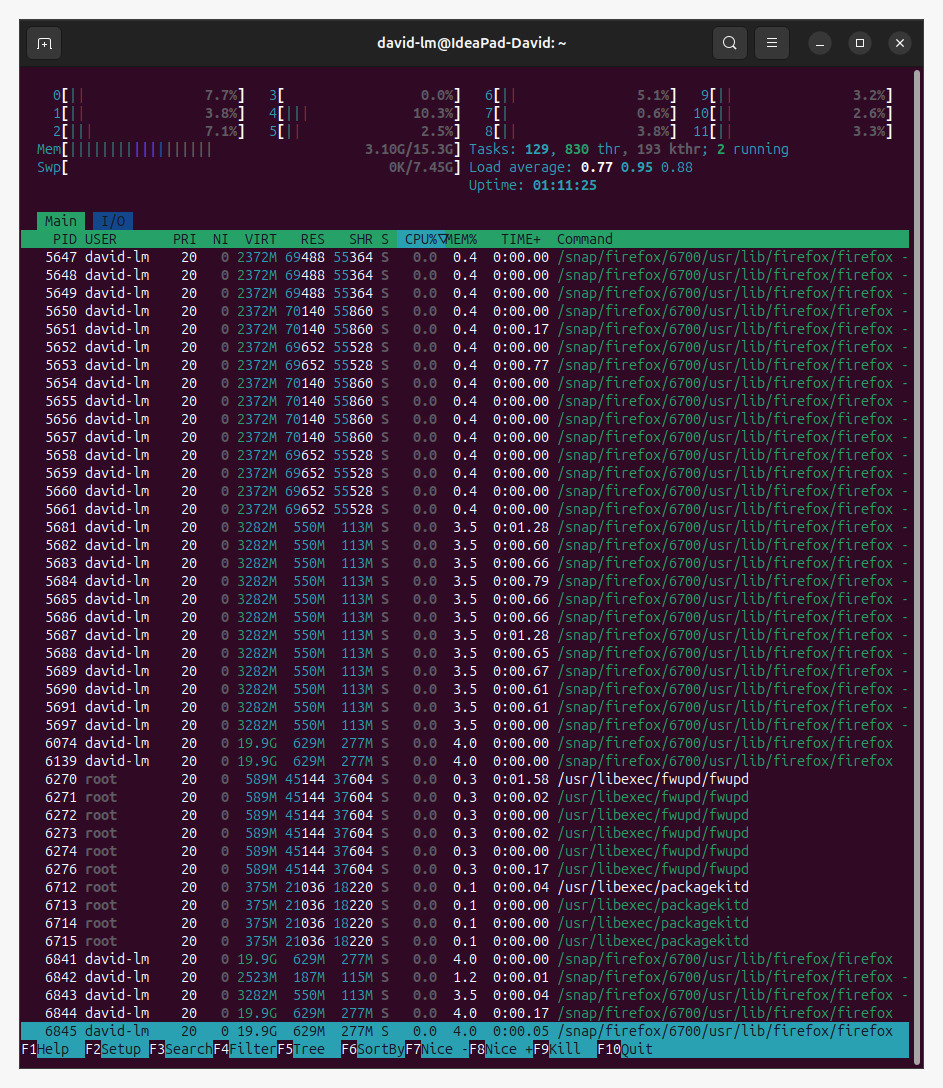 david-lm@IdeaPad-David: ~
0[|| 7.7%] 3[ 0.0%] 6[|| 5.1%] 9[|| 3.2%]
1[|| 3.8%] 4[||| 10.3%] 7[| 0.6%] 10[|| 2.6%]
2[||| 7.1%] 5[|| 2.5%] 8[|| 3.8%] 11[|| 3.3%]
Mem[|||||||||||||||||| 3.10G/15.3G] Tasks: 129, 830 thr, 193 kthr; 2 running
Swp[ 0K/7.45G] Load average: 0.77 0.95 0.88
Uptime: 01:11:25
Main I/O
PID USER PRI NI VIRT RES SHR S CPU%▽MEM% TIME+ Command
5647 david-lm 20 0 2372M 69488 55364 S 0.0 0.4 0:00.00 /snap/firefox/6700/usr/lib/firefox/firefox -
5648 david-lm 20 0 2372M 69488 55364 S 0.0 0.4 0:00.00 /snap/firefox/6700/usr/lib/firefox/firefox -
5649 david-lm 20 0 2372M 69488 55364 S 0.0 0.4 0:00.00 /snap/firefox/6700/usr/lib/firefox/firefox -
5650 david-lm 20 0 2372M 70140 55860 S 0.0 0.4 0:00.00 /snap/firefox/6700/usr/lib/firefox/firefox -
5651 david-lm 20 0 2372M 70140 55860 S 0.0 0.4 0:00.17 /snap/firefox/6700/usr/lib/firefox/firefox -
5652 david-lm 20 0 2372M 69652 55528 S 0.0 0.4 0:00.00 /snap/firefox/6700/usr/lib/firefox/firefox -
5653 david-lm 20 0 2372M 69652 55528 S 0.0 0.4 0:00.77 /snap/firefox/6700/usr/lib/firefox/firefox -
5654 david-lm 20 0 2372M 70140 55860 S 0.0 0.4 0:00.00 /snap/firefox/6700/usr/lib/firefox/firefox -
5655 david-lm 20 0 2372M 70140 55860 S 0.0 0.4 0:00.00 /snap/firefox/6700/usr/lib/firefox/firefox -
5656 david-lm 20 0 2372M 70140 55860 S 0.0 0.4 0:00.00 /snap/firefox/6700/usr/lib/firefox/firefox -
5657 david-lm 20 0 2372M 70140 55860 S 0.0 0.4 0:00.00 /snap/firefox/6700/usr/lib/firefox/firefox -
5658 david-lm 20 0 2372M 69652 55528 S 0.0 0.4 0:00.00 /snap/firefox/6700/usr/lib/firefox/firefox -
5659 david-lm 20 0 2372M 69652 55528 S 0.0 0.4 0:00.00 /snap/firefox/6700/usr/lib/firefox/firefox -
5660 david-lm 20 0 2372M 69652 55528 S 0.0 0.4 0:00.00 /snap/firefox/6700/usr/lib/firefox/firefox -
5661 david-lm 20 0 2372M 69652 55528 S 0.0 0.4 0:00.00 /snap/firefox/6700/usr/lib/firefox/firefox -
5681 david-lm 20 0 3282M 550M 113M S 0.0 3.5 0:01.28 /snap/firefox/6700/usr/lib/firefox/firefox -
5682 david-lm 20 0 3282M 550M 113M S 0.0 3.5 0:00.60 /snap/firefox/6700/usr/lib/firefox/firefox -
5683 david-lm 20 0 3282M 550M 113M S 0.0 3.5 0:00.66 /snap/firefox/6700/usr/lib/firefox/firefox -
5684 david-lm 20 0 3282M 550M 113M S 0.0 3.5 0:00.79 /snap/firefox/6700/usr/lib/firefox/firefox -
5685 david-lm 20 0 3282M 550M 113M S 0.0 3.5 0:00.66 /snap/firefox/6700/usr/lib/firefox/firefox -
5686 david-lm 20 0 3282M 550M 113M S 0.0 3.5 0:00.66 /snap/firefox/6700/usr/lib/firefox/firefox -
5687 david-lm 20 0 3282M 550M 113M S 0.0 3.5 0:01.28 /snap/firefox/6700/usr/lib/firefox/firefox -
5688 david-lm 20 0 3282M 550M 113M S 0.0 3.5 0:00.65 /snap/firefox/6700/usr/lib/firefox/firefox -
5689 david-lm 20 0 3282M 550M 113M S 0.0 3.5 0:00.67 /snap/firefox/6700/usr/lib/firefox/firefox -
5690 david-lm 20 0 3282M 550M 113M S 0.0 3.5 0:00.61 /snap/firefox/6700/usr/lib/firefox/firefox -
5691 david-lm 20 0 3282M 550M 113M S 0.0 3.5 0:00.61 /snap/firefox/6700/usr/lib/firefox/firefox -
5697 david-lm 20 0 3282M 550M 113M S 0.0 3.5 0:00.00 /snap/firefox/6700/usr/lib/firefox/firefox -
6074 david-lm 20 0 19.9G 629M 277M S 0.0 4.0 0:00.00 /snap/firefox/6700/usr/lib/firefox/firefox
6139 david-lm 20 0 19.9G 629M 277M S 0.0 4.0 0:00.00 /snap/firefox/6700/usr/lib/firefox/firefox
6270 root 20 0 589M 45144 37604 S 0.0 0.3 0:01.58 /usr/libexec/fwupd/fwupd
6271 root 20 0 589M 45144 37604 S 0.0 0.3 0:00.02 /usr/libexec/fwupd/fwupd
6272 root 20 0 589M 45144 37604 S 0.0 0.3 0:00.00 /usr/libexec/fwupd/fwupd
6273 root 20 0 589M 45144 37604 S 0.0 0.3 0:00.02 /usr/libexec/fwupd/fwupd
6274 root 20 0 589M 45144 37604 S 0.0 0.3 0:00.00 /usr/libexec/fwupd/fwupd
6276 root 20 0 589M 45144 37604 S 0.0 0.3 0:00.17 /usr/libexec/fwupd/fwupd
6712 root 20 0 375M 21036 18220 S 0.0 0.1 0:00.04 /usr/libexec/packagekitd
6713 root 20 0 375M 21036 18220 S 0.0 0.1 0:00.00 /usr/libexec/packagekitd
6714 root 20 0 375M 21036 18220 S 0.0 0.1 0:00.00 /usr/libexec/packagekitd
6715 root 20 0 375M 21036 18220 S 0.0 0.1 0:00.00 /usr/libexec/packagekitd
6841 david-lm 20 0 19.9G 629M 277M S 0.0 4.0 0:00.00 /snap/firefox/6700/usr/lib/firefox/firefox
6842 david-lm 20 0 2523M 187M 115M S 0.0 1.2 0:00.01 /snap/firefox/6700/usr/lib/firefox/firefox -
6843 david-lm 20 0 3282M 550M 113M S 0.0 3.5 0:00.04 /snap/firefox/6700/usr/lib/firefox/firefox -
6844 david-lm 20 0 19.9G 629M 277M S 0.0 4.0 0:00.17 /snap/firefox/6700/usr/lib/firefox/firefox
6845 david-lm 20 0 19.9G 629M 277M S 0.0 4.0 0:00.05 /snap/firefox/6700/usr/lib/firefox/firefox
F1Help F2Setup F3SearchF4FilterF5Tree F6SortByF7Nice -F8Nice +F9Kill F10Quit